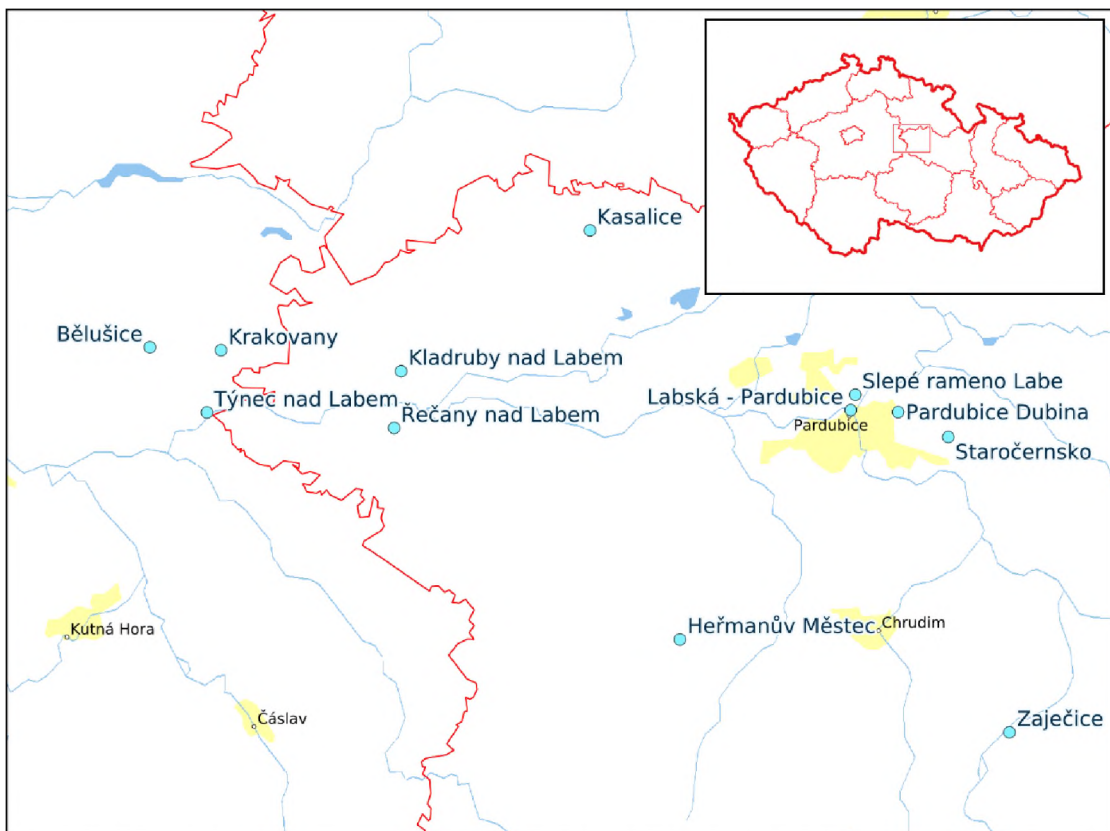 Kasalice
Bělušice
Krakovany
Kladruby nad Labem
Týnec nad Labem
Řečany nad Labem
Slepé rameno Labe
Labská - Pardubice
Pardubice Dubina
Pardubice
Staročernsko
Kutná Hora
Heřmanův Městec
Chrudim
Čáslav
Zaječice